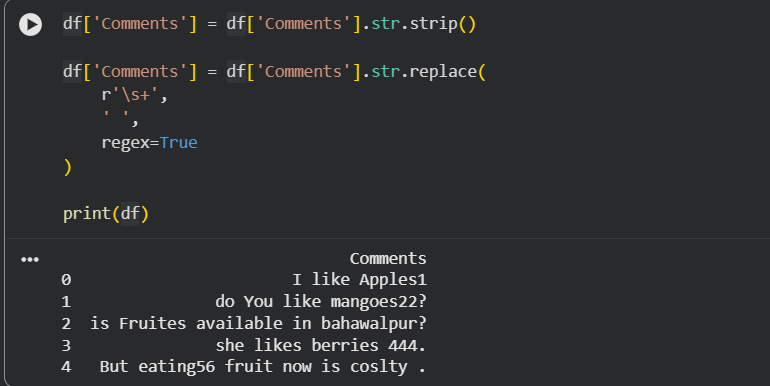 df['Comments'] = df['Comments'].str.strip()
df['Comments'] = df['Comments'].str.replace(
    r'\s+',
    ' ',
    regex=True
)
print(df)
Comments
0 I like Apples1
1 do You like mangoes22?
2 is Fruites available in bahawalpur?
3 she likes berries 444.
4 But eating56 fruit now is coslty .